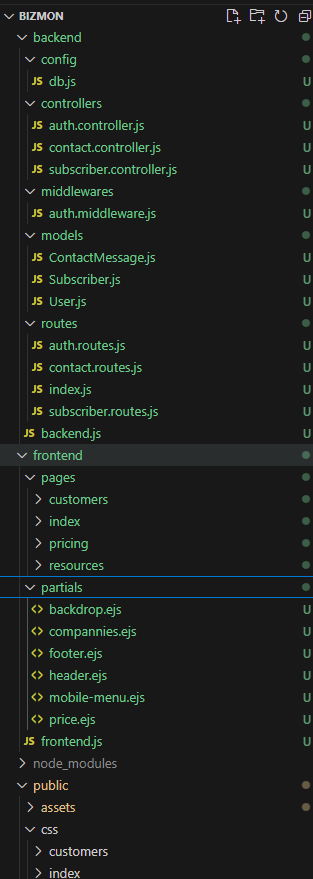 BIZMON
backend
config
JS db.js U
controllers
JS auth.controller.js U
JS contact.controller.js U
JS subscriber.controller.js U
middlewares
JS auth.middleware.js U
models
JS ContactMessage.js U
JS Subscriber.js U
JS User.js U
routes
JS auth.routes.js U
JS contact.routes.js U
JS index.js U
JS subscriber.routes.js U
JS backend.js U
frontend
pages
customers
index
pricing
resources
partials
<> backdrop.ejs U
<> compannies.ejs U
<> footer.ejs U
<> header.ejs U
<> mobile-menu.ejs U
<> price.ejs U
JS frontend.js U
node_modules
public
assets
css
customers
index